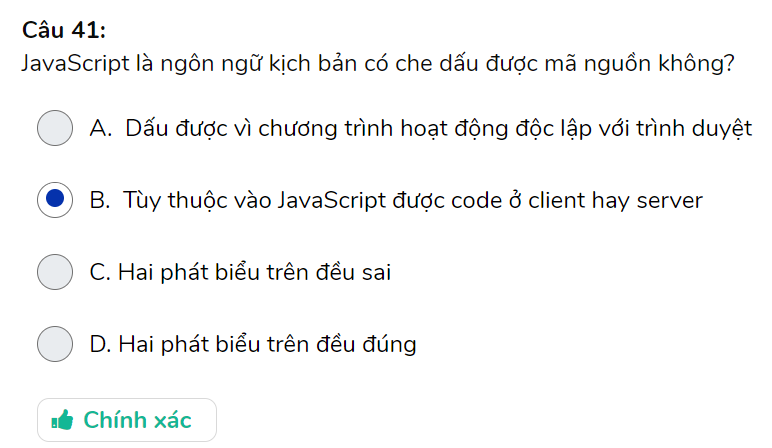 Câu 41:
JavaScript là ngôn ngữ kịch bản có che dấu được mã nguồn không?
A. Dấu được vì chương trình hoạt động độc lập với trình duyệt
B. Tùy thuộc vào JavaScript được code ở client hay server
C. Hai phát biểu trên đều sai
D. Hai phát biểu trên đều đúng
Chính xác